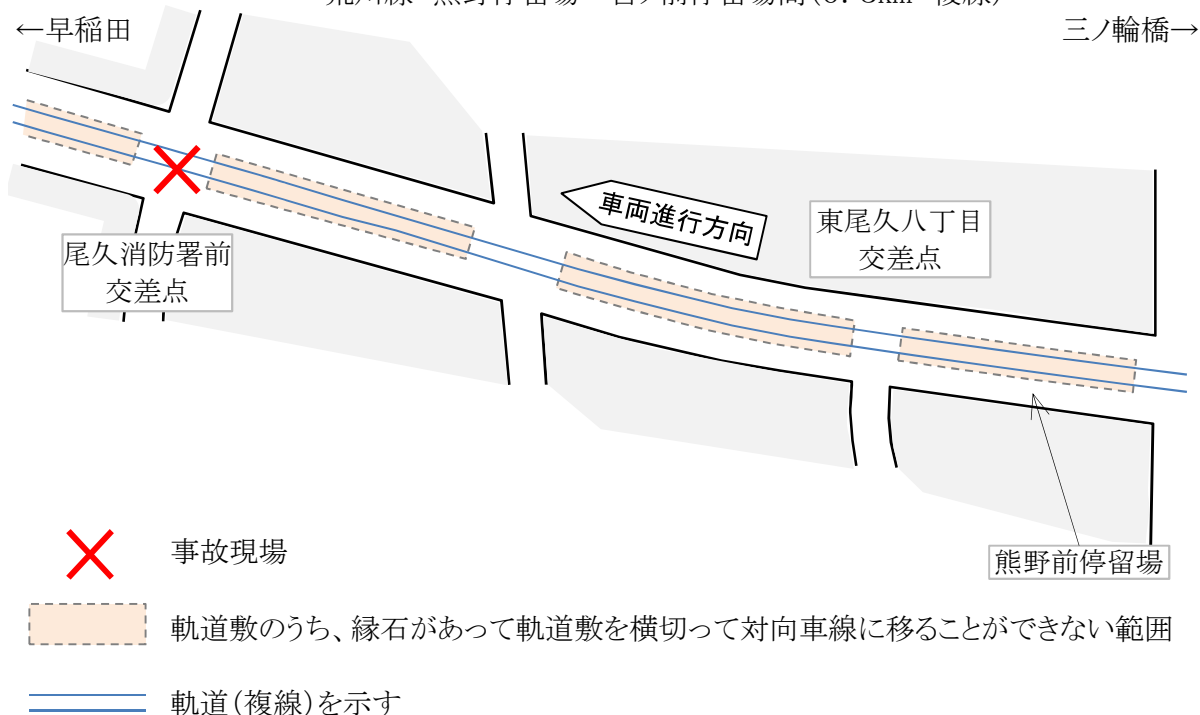 ←早稲田
三ノ輪橋→
車両進行方向
東尾久八丁目
交差点
尾久消防署前
交差点
熊野前停留場
事故現場
軌道敷のうち、縁石があって軌道敷を横切って対向車線に移ることができない範囲
軌道(複線)を示す